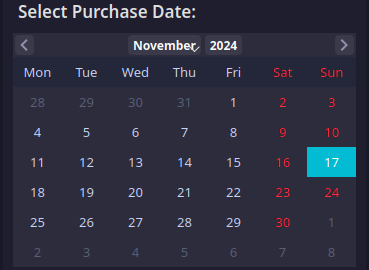 Select Purchase Date:
November 2024
Mon Tue Wed Thu Fri Sat Sun
28 29 30 31 1 2 3
4 5 6 7 8 9 10
11 12 13 14 15 16 17
18 19 20 21 22 23 24
25 26 27 28 29 30 1
2 3 4 5 6 7 8